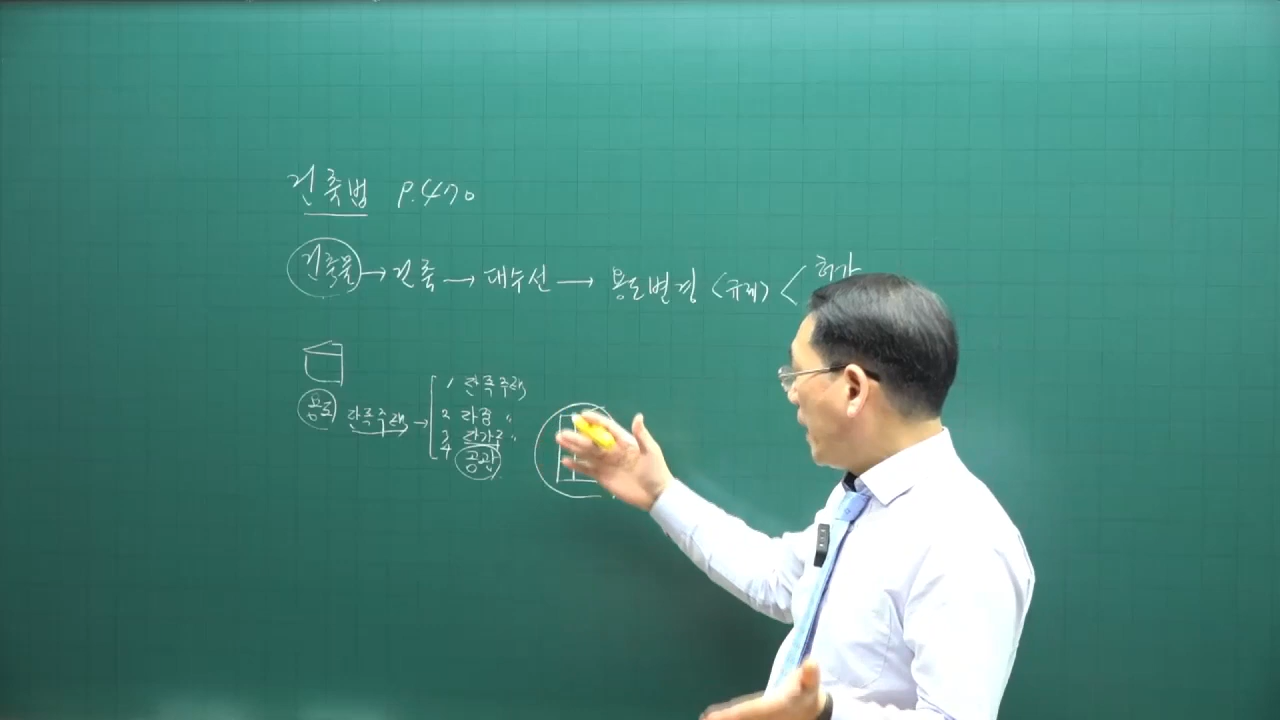 건축법 P.470
건축물 → 건축 → 대수선 → 용도변경 <규제> < 허가
용도 단독주택 →
1 단독주택
2 다중 〃
3 다가구 〃
4 공관